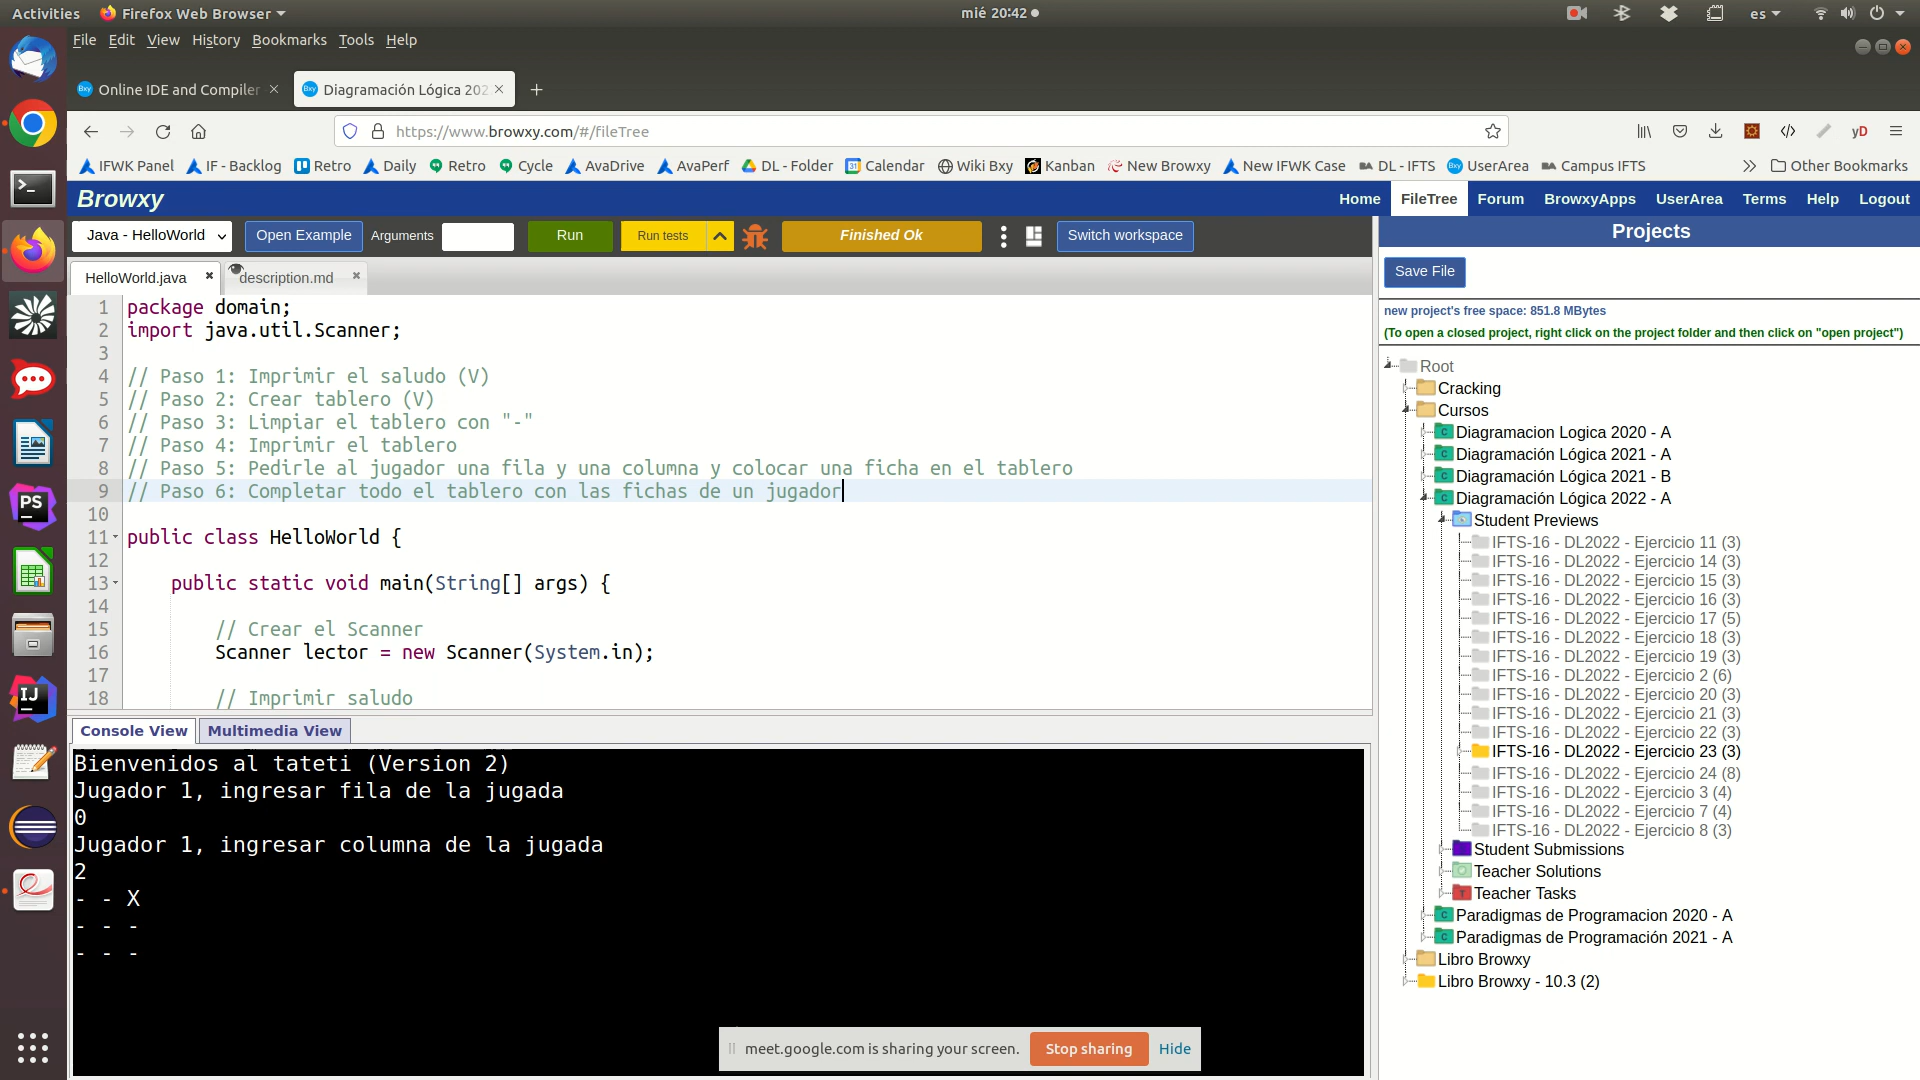 Activities Firefox Web Browser mié 20:42 es
File Edit View History Bookmarks Tools Help
Online IDE and Compiler Diagramación Lógica 202
https://www.browxy.com/#/fileTree yD
IFWK Panel IF - Backlog Retro Daily Retro Cycle AvaDrive AvaPerf DL - Folder Calendar Wiki Bxy Kanban New Browxy New IFWK Case DL - IFTS UserArea Campus IFTS Other Bookmarks
Browxy Home FileTree Forum BrowxyApps UserArea Terms Help Logout
Java - HelloWorld Open Example Arguments Run Run tests Finished Ok Switch workspace
Projects
HelloWorld.java description.md
Save File
new project's free space: 851.8 MBytes
(To open a closed project, right click on the project folder and then click on "open project")
1 package domain;
2 import java.util.Scanner;
3
4 // Paso 1: Imprimir el saludo (V)
5 // Paso 2: Crear tablero (V)
6 // Paso 3: Limpiar el tablero con "-"
7 // Paso 4: Imprimir el tablero
8 // Paso 5: Pedirle al jugador una fila y una columna y colocar una ficha en el tablero
9 // Paso 6: Completar todo el tablero con las fichas de un jugador
10
11 public class HelloWorld {
12
13 public static void main(String[] args) {
14
15 // Crear el Scanner
16 Scanner lector = new Scanner(System.in);
17
18 // Imprimir saludo
Console View Multimedia View
Bienvenidos al tateti (Version 2)
Jugador 1, ingresar fila de la jugada
0
Jugador 1, ingresar columna de la jugada
2
- - X
- - -
- - -
Root
Cracking
Cursos
Diagramacion Logica 2020 - A
Diagramación Lógica 2021 - A
Diagramación Lógica 2021 - B
Diagramación Lógica 2022 - A
Student Previews
IFTS-16 - DL2022 - Ejercicio 11 (3)
IFTS-16 - DL2022 - Ejercicio 14 (3)
IFTS-16 - DL2022 - Ejercicio 15 (3)
IFTS-16 - DL2022 - Ejercicio 16 (3)
IFTS-16 - DL2022 - Ejercicio 17 (5)
IFTS-16 - DL2022 - Ejercicio 18 (3)
IFTS-16 - DL2022 - Ejercicio 19 (3)
IFTS-16 - DL2022 - Ejercicio 2 (6)
IFTS-16 - DL2022 - Ejercicio 20 (3)
IFTS-16 - DL2022 - Ejercicio 21 (3)
IFTS-16 - DL2022 - Ejercicio 22 (3)
IFTS-16 - DL2022 - Ejercicio 23 (3)
IFTS-16 - DL2022 - Ejercicio 24 (8)
IFTS-16 - DL2022 - Ejercicio 3 (4)
IFTS-16 - DL2022 - Ejercicio 7 (4)
IFTS-16 - DL2022 - Ejercicio 8 (3)
Student Submissions
Teacher Solutions
Teacher Tasks
Paradigmas de Programacion 2020 - A
Paradigmas de Programación 2021 - A
Libro Browxy
Libro Browxy - 10.3 (2)
meet.google.com is sharing your screen. Stop sharing Hide
PS
IJ